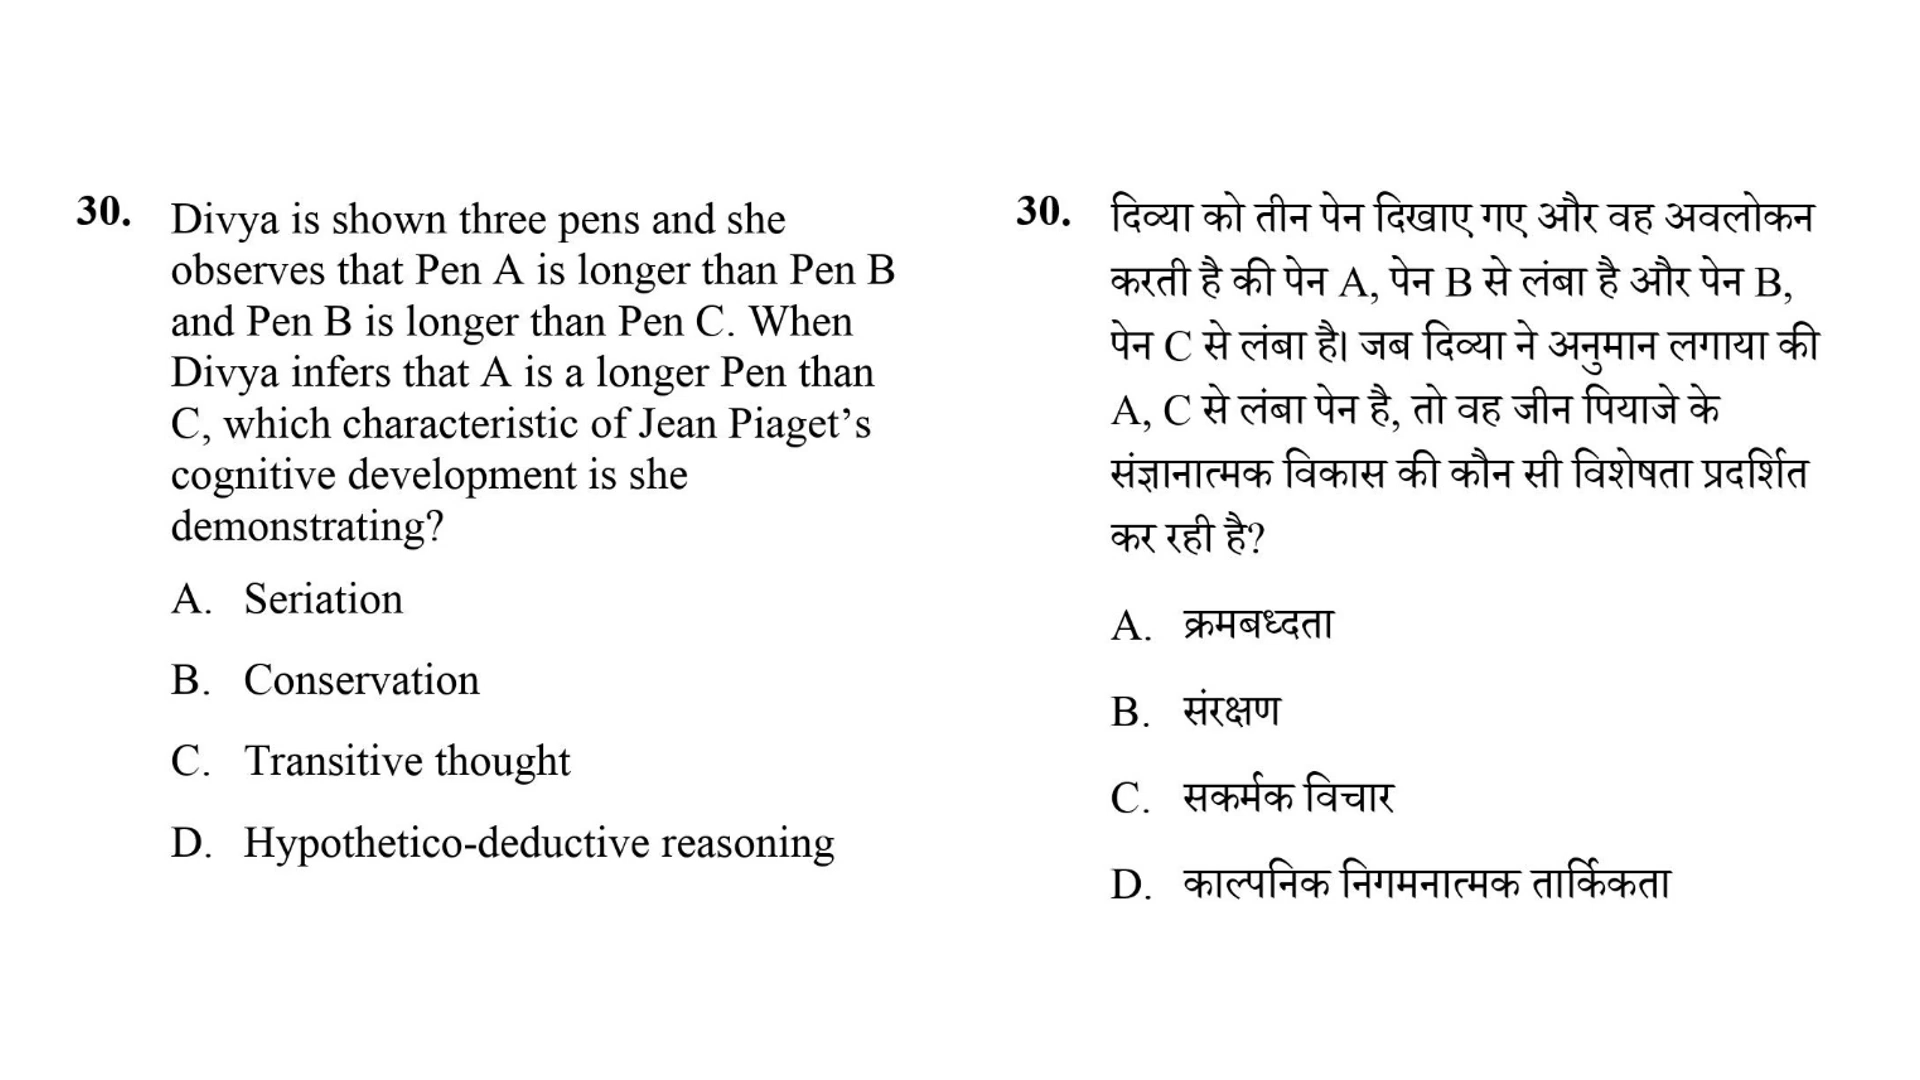 30. Divya is shown three pens and she
observes that Pen A is longer than Pen B
and Pen B is longer than Pen C. When
Divya infers that A is a longer Pen than
C, which characteristic of Jean Piaget’s
cognitive development is she
demonstrating?
A. Seriation
B. Conservation
C. Transitive thought
D. Hypothetico-deductive reasoning
30. दिव्या को तीन पेन दिखाए गए और वह अवलोकन
करती है की पेन A, पेन B से लंबा है और पेन B,
पेन C से लंबा है। जब दिव्या ने अनुमान लगाया की
A, C से लंबा पेन है, तो वह जीन पियाजे के
संज्ञानात्मक विकास की कौन सी विशेषता प्रदर्शित
कर रही है?
A. क्रमबध्दता
B. संरक्षण
C. सकर्मक विचार
D. काल्पनिक निगमनात्मक तार्किकता